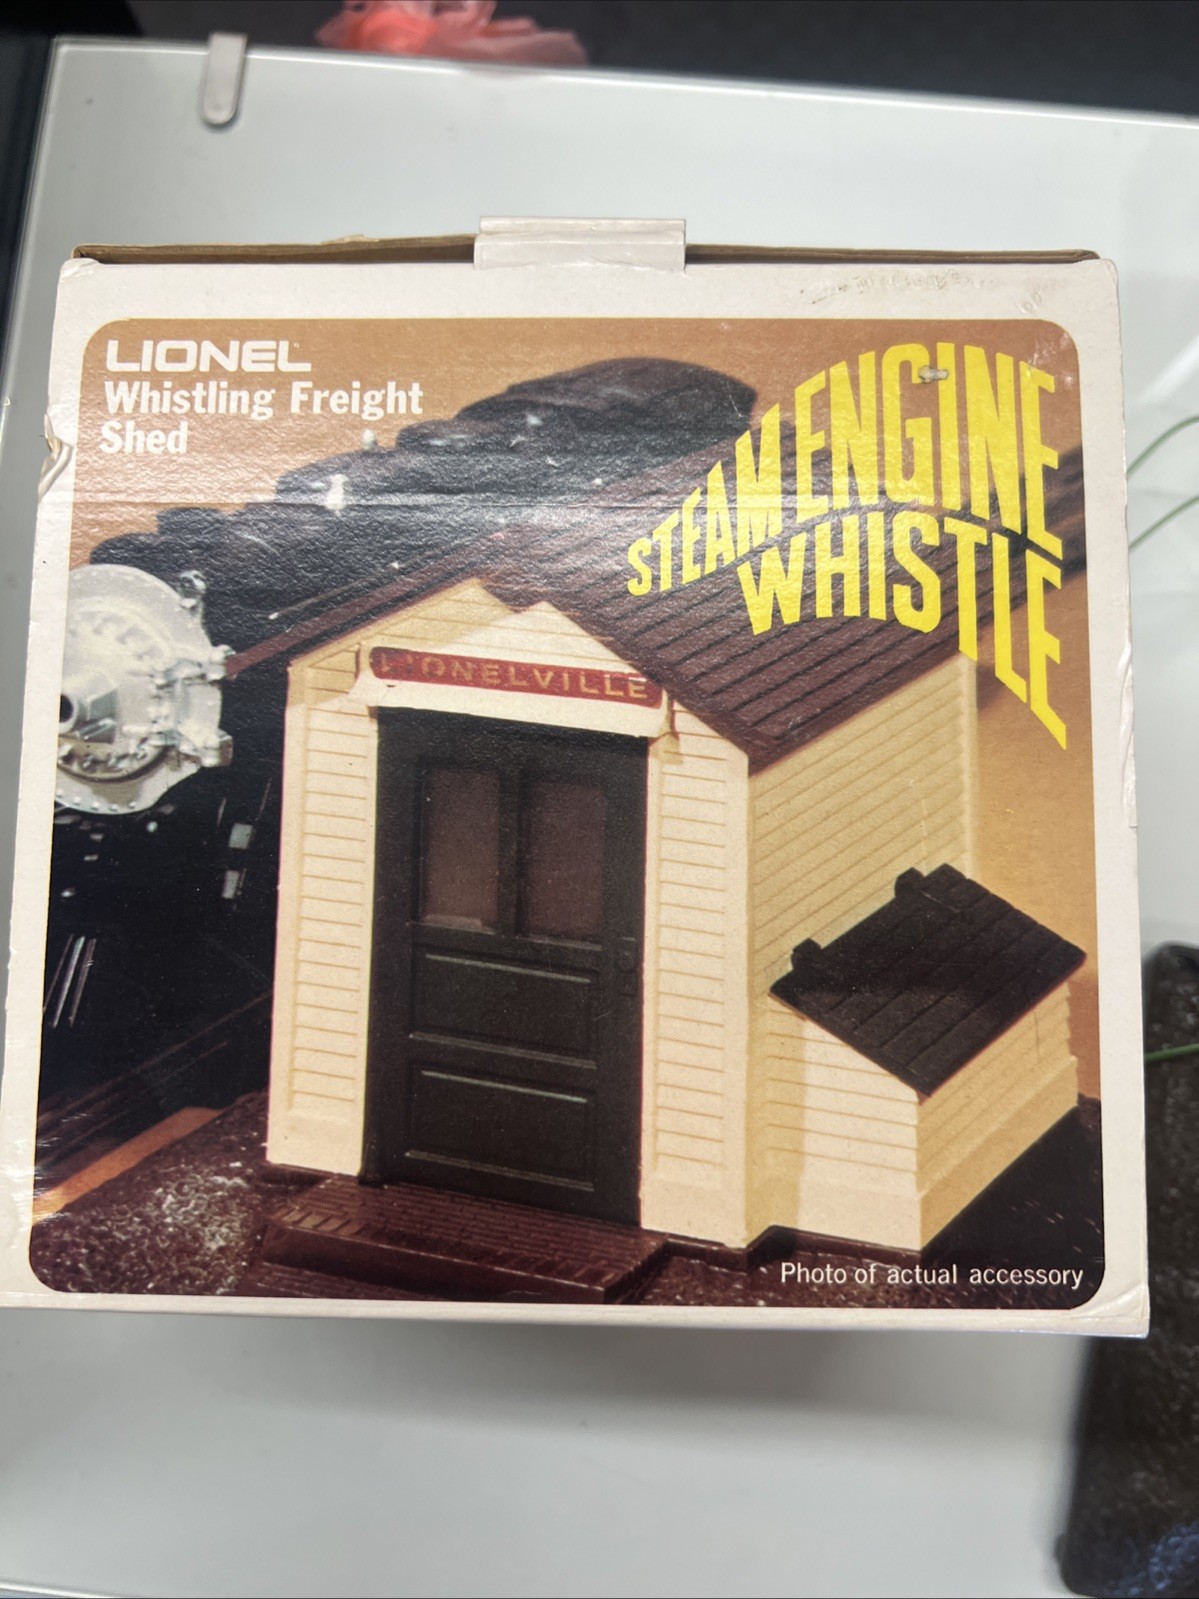 LIONEL
Whistling Freight
Shed
STEAM ENGINE
WHISTLE
LIONELVILLE
Photo of actual accessory